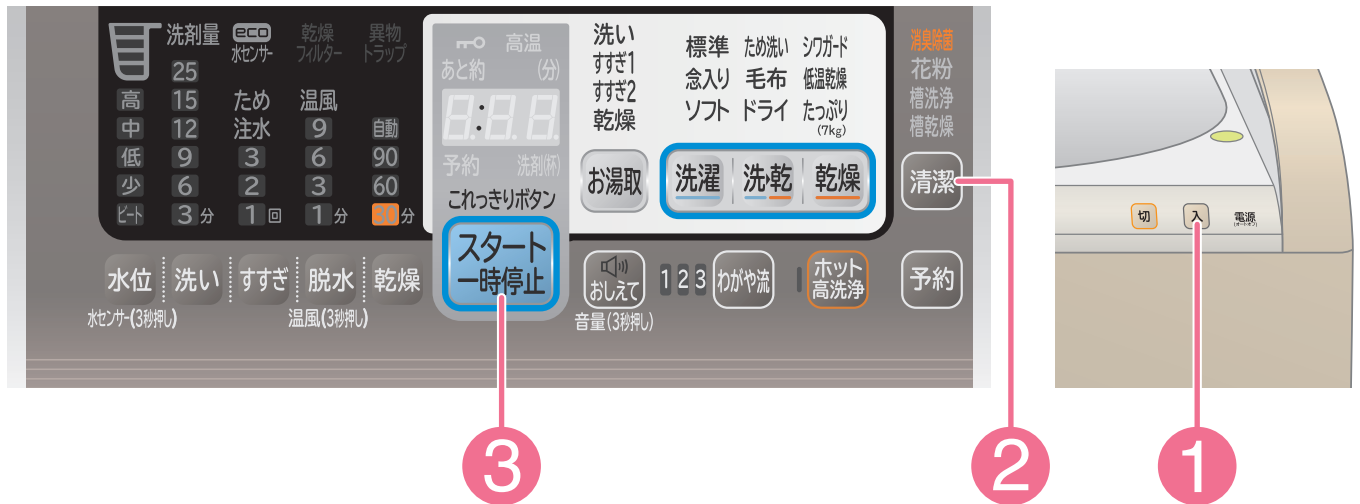 洗剤量
eco
水センサー
乾燥
フィルター
異物
トラップ
25
高 15 ため 温風
中 12 注水 9 自動
低 9 3 6 90
少 6 2 3 60
ビート 3分 1回 1分 30分
高温
あと約 (分)
8:8.8
予約 洗剤(杯)
これっきりボタン
スタート
一時停止
洗い
すすぎ1
すすぎ2
乾燥
標準 ため洗い シワガード
念入り 毛布 低温乾燥
ソフト ドライ たっぷり
(7kg)
お湯取
洗濯
洗▸乾
乾燥
消臭除菌
花粉
槽洗浄
槽乾燥
清潔
水位
洗い
すすぎ
脱水
乾燥
水センサー(3秒押し)
温風(3秒押し)
おしえて
音量(3秒押し)
1 2 3
わがや流
ホット
高洗浄
予約
切
入
電源
(オートオフ)
3
2
1